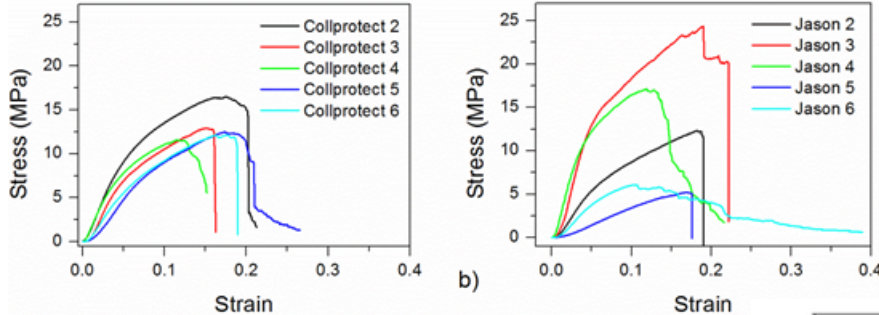 Stress (MPa)
25
20
15
10
5
0
Collprotect 2
Collprotect 3
Collprotect 4
Collprotect 5
Collprotect 6
0.0 0.1 0.2 0.3 0.4
Strain
b)
Stress (MPa)
25
20
15
10
5
0
Jason 2
Jason 3
Jason 4
Jason 5
Jason 6
0.0 0.1 0.2 0.3 0.4
Strain